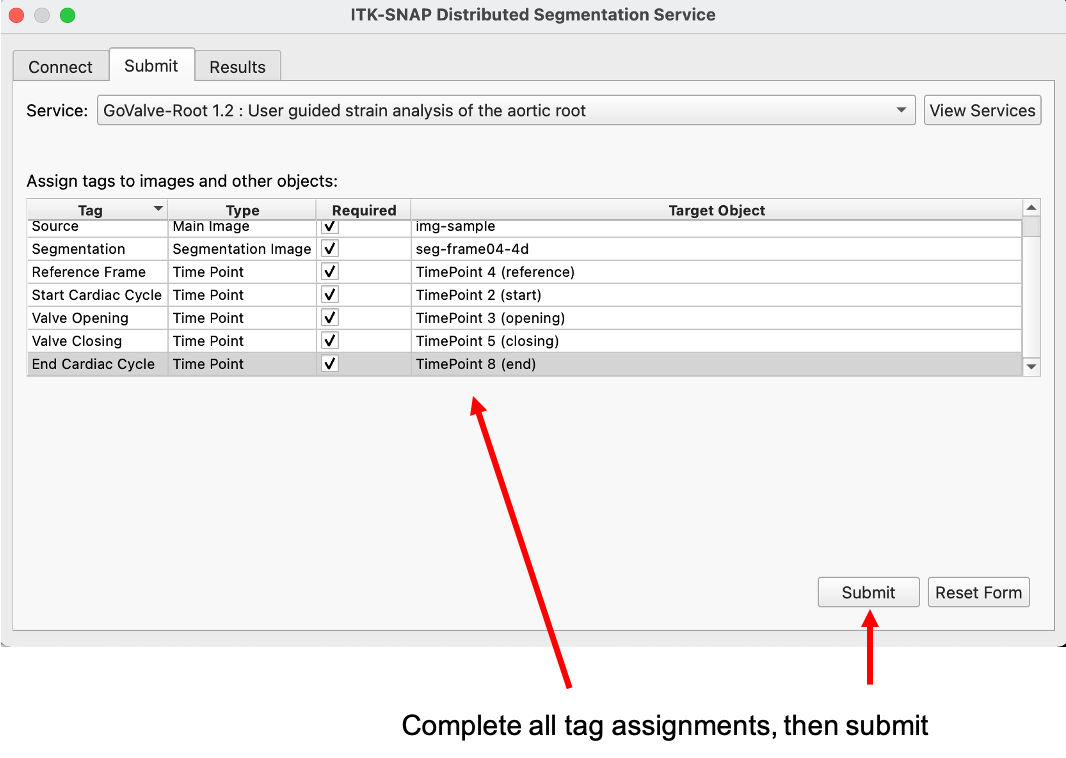 ITK-SNAP Distributed Segmentation Service
Connect Submit Results
Service: GoValve-Root 1.2 : User guided strain analysis of the aortic root View Services
Assign tags to images and other objects:
Tag Type Required Target Object
Source Main Image img-sample
Segmentation Segmentation Image seg-frame04-4d
Reference Frame Time Point TimePoint 4 (reference)
Start Cardiac Cycle Time Point TimePoint 2 (start)
Valve Opening Time Point TimePoint 3 (opening)
Valve Closing Time Point TimePoint 5 (closing)
End Cardiac Cycle Time Point TimePoint 8 (end)
Submit Reset Form
Complete all tag assignments, then submit